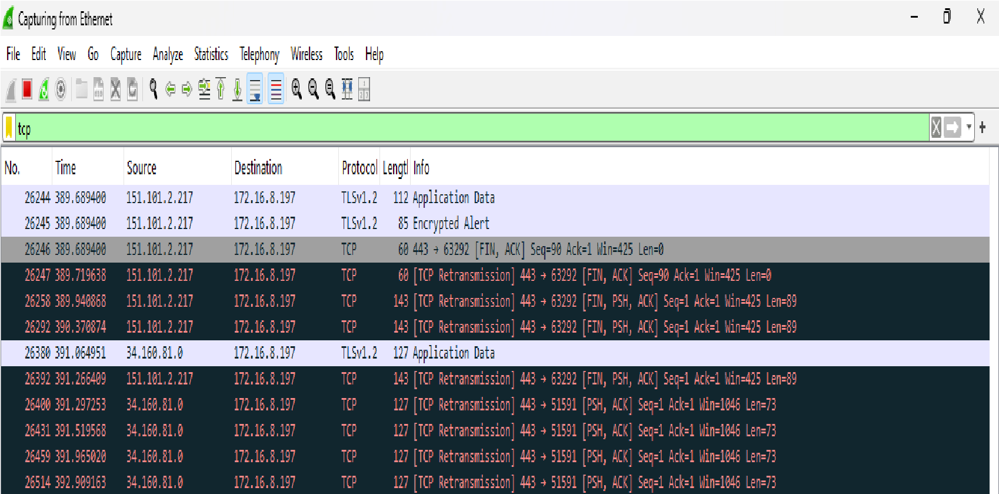 Capturing from Ethernet
File Edit View Go Capture Analyze Statistics Telephony Wireless Tools Help
tcp
No. Time Source Destination Protocol Lengt Info
26244 389.689400 151.101.2.217 172.16.8.197 TLSv1.2 112 Application Data
26245 389.689400 151.101.2.217 172.16.8.197 TLSv1.2 85 Encrypted Alert
26246 389.689400 151.101.2.217 172.16.8.197 TCP 60 443 → 63292 [FIN, ACK] Seq=90 Ack=1 Win=425 Len=0
26247 389.719638 151.101.2.217 172.16.8.197 TCP 60 [TCP Retransmission] 443 → 63292 [FIN, ACK] Seq=90 Ack=1 Win=425 Len=0
26258 389.940868 151.101.2.217 172.16.8.197 TCP 143 [TCP Retransmission] 443 → 63292 [FIN, PSH, ACK] Seq=1 Ack=1 Win=425 Len=89
26292 390.370874 151.101.2.217 172.16.8.197 TCP 143 [TCP Retransmission] 443 → 63292 [FIN, PSH, ACK] Seq=1 Ack=1 Win=425 Len=89
26380 391.064951 34.160.81.0 172.16.8.197 TLSv1.2 127 Application Data
26392 391.266409 151.101.2.217 172.16.8.197 TCP 143 [TCP Retransmission] 443 → 63292 [FIN, PSH, ACK] Seq=1 Ack=1 Win=425 Len=89
26400 391.297253 34.160.81.0 172.16.8.197 TCP 127 [TCP Retransmission] 443 → 51591 [PSH, ACK] Seq=1 Ack=1 Win=1046 Len=73
26431 391.519568 34.160.81.0 172.16.8.197 TCP 127 [TCP Retransmission] 443 → 51591 [PSH, ACK] Seq=1 Ack=1 Win=1046 Len=73
26459 391.965020 34.160.81.0 172.16.8.197 TCP 127 [TCP Retransmission] 443 → 51591 [PSH, ACK] Seq=1 Ack=1 Win=1046 Len=73
26514 392.909163 34.160.81.0 172.16.8.197 TCP 127 [TCP Retransmission] 443 → 51591 [PSH, ACK] Seq=1 Ack=1 Win=1046 Len=73